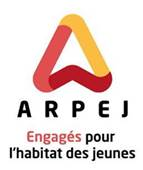 ARPEJ
Engagés pour
l'habitat des jeunes